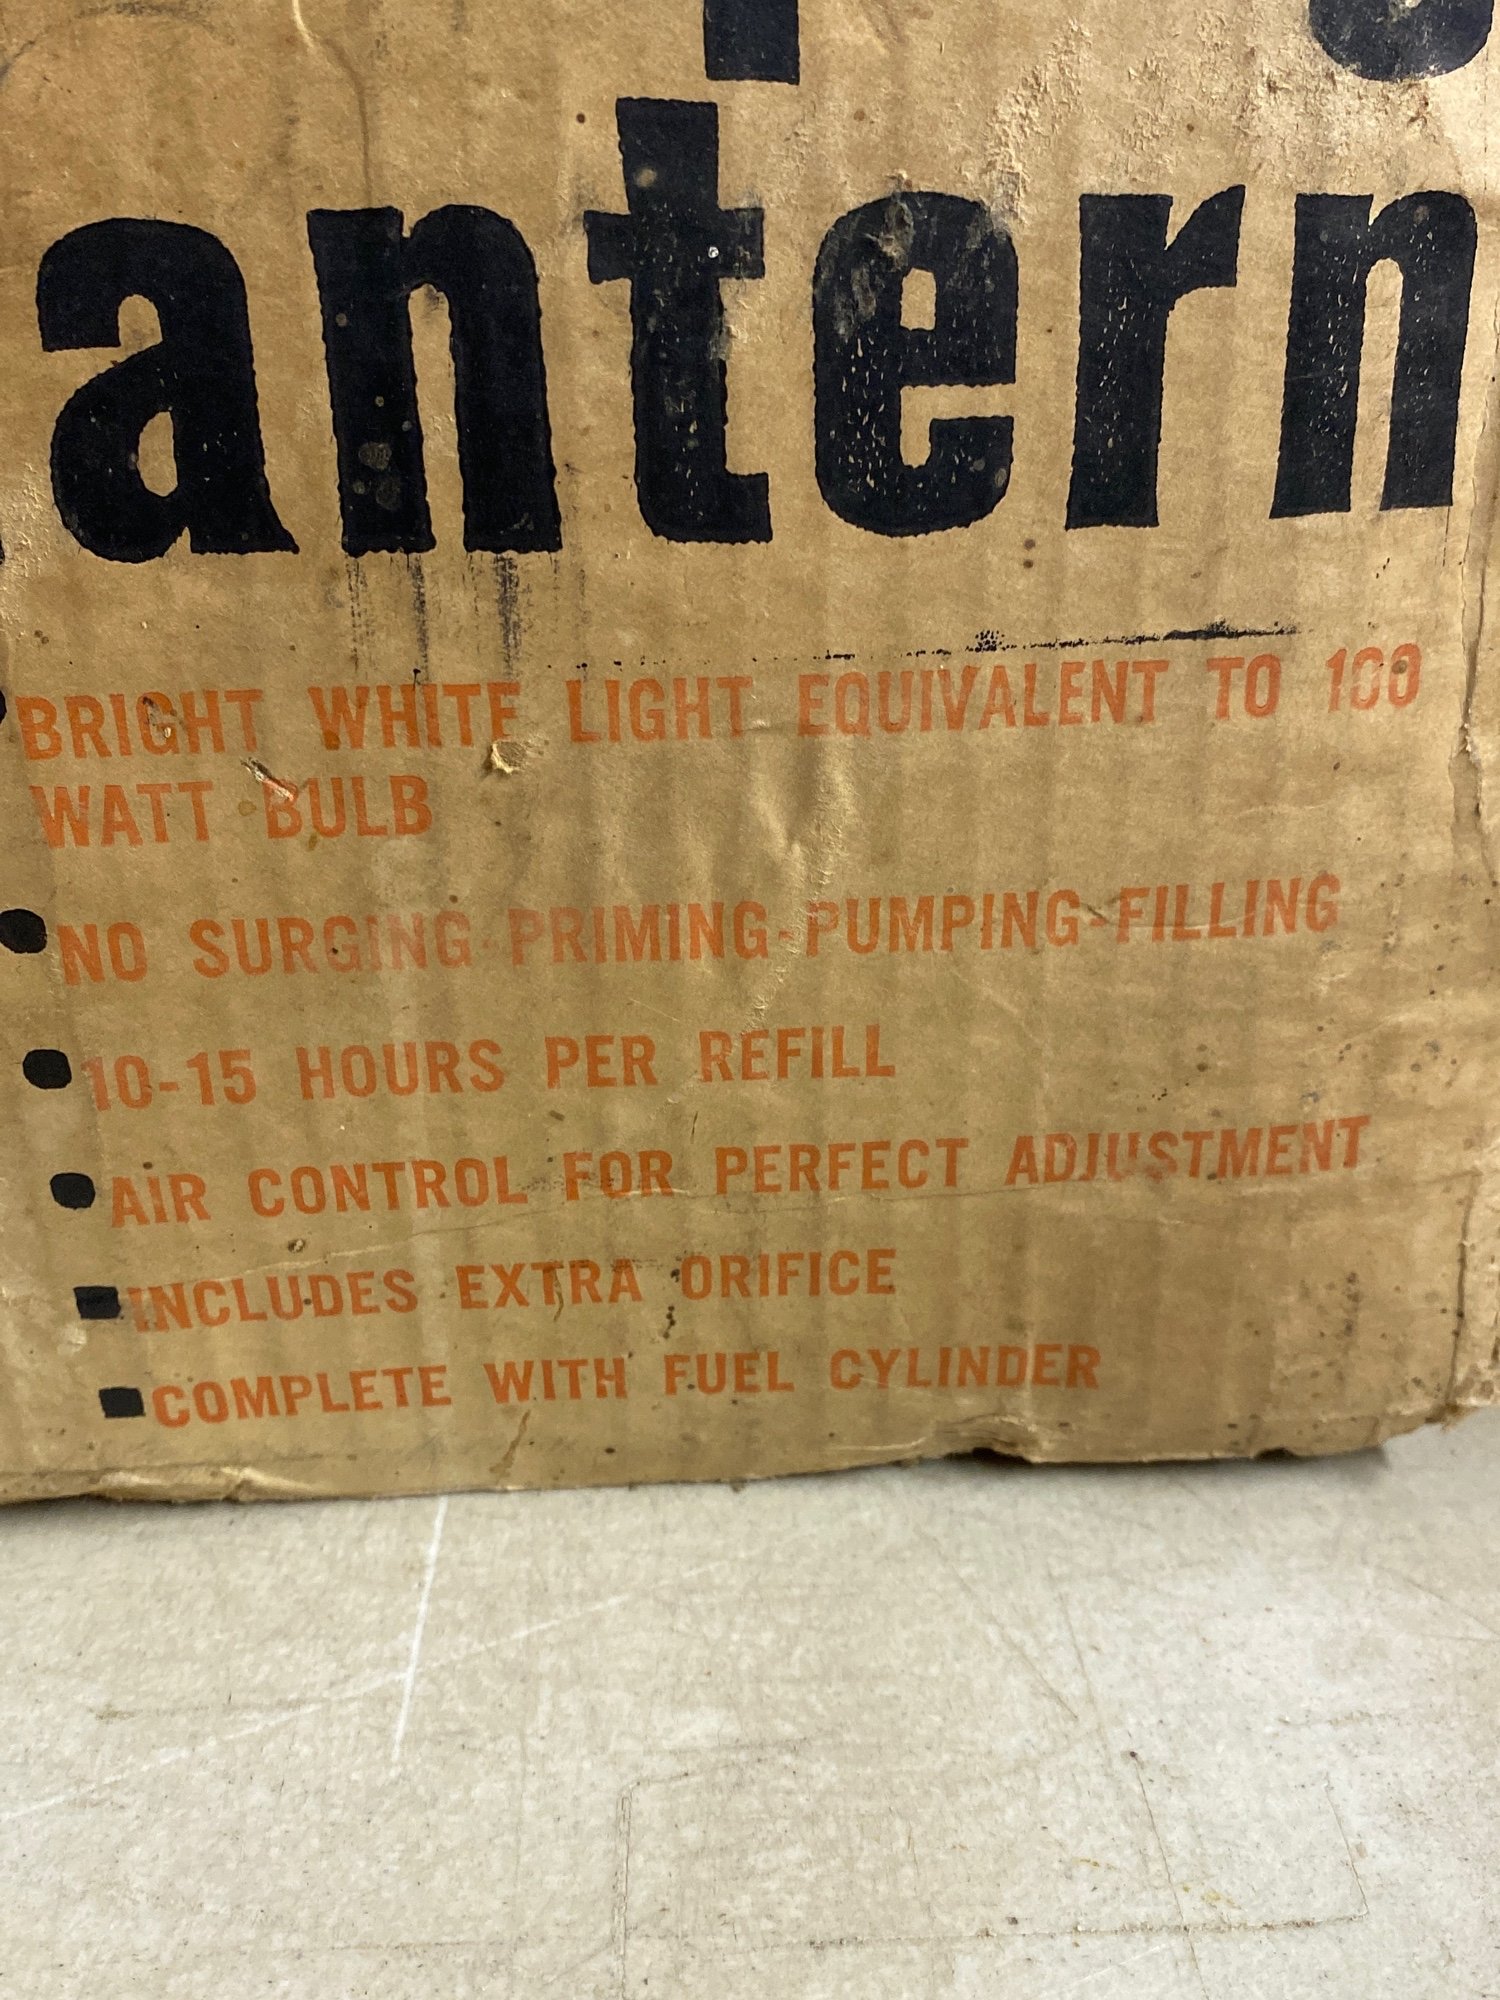 antern
BRIGHT WHITE LIGHT EQUIVALENT TO 100
WATT BULB
NO SURGING-PRIMING-PUMPING-FILLING
10-15 HOURS PER REFILL
AIR CONTROL FOR PERFECT ADJUSTMENT
INCLUDES EXTRA ORIFICE
COMPLETE WITH FUEL CYLINDER